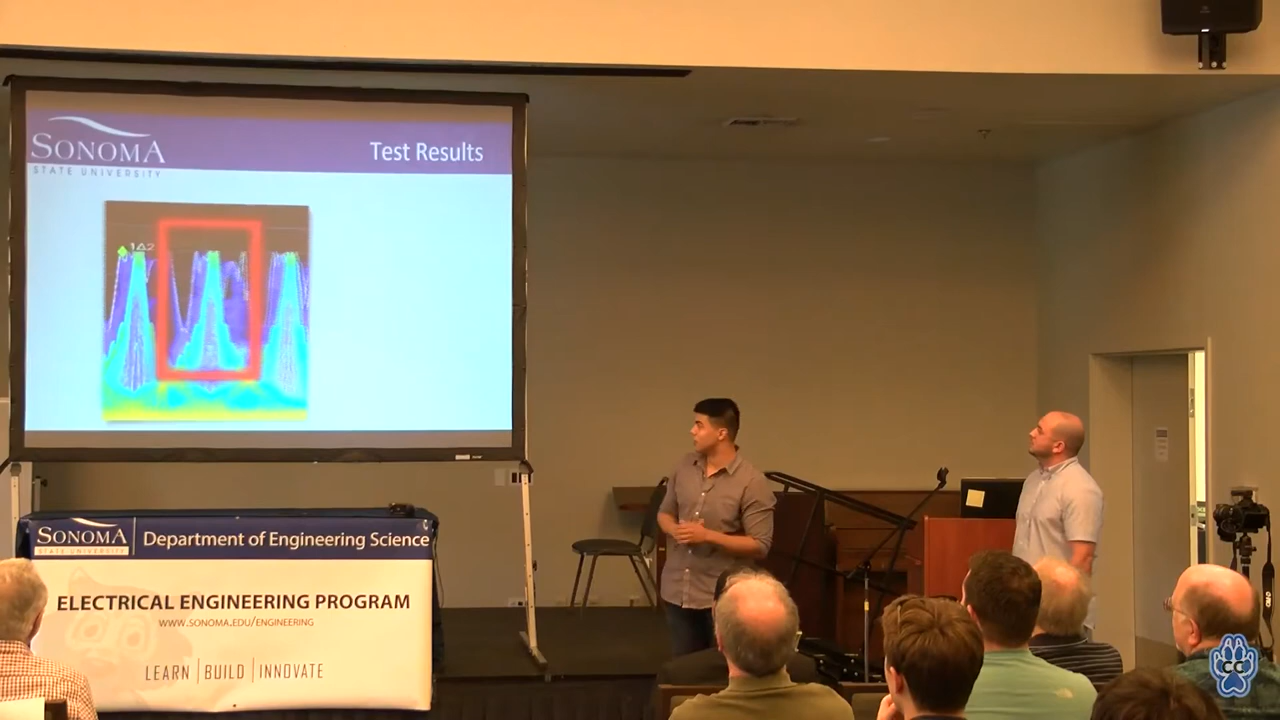 SONOMA
STATE UNIVERSITY
Test Results
1Δ2
SONOMA
STATE UNIVERSITY
Department of Engineering Science
ELECTRICAL ENGINEERING PROGRAM
WWW.SONOMA.EDU/ENGINEERING
LEARN | BUILD | INNOVATE
CC